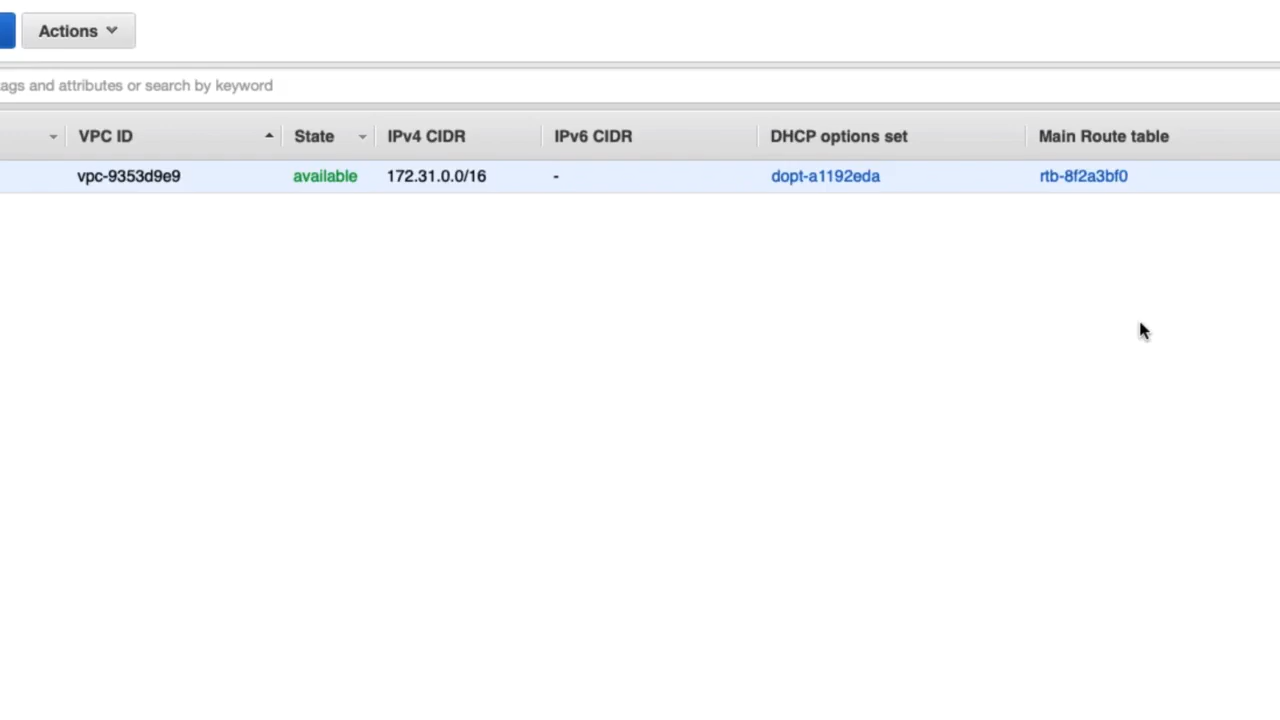 Actions
tags and attributes or search by keyword
VPC ID State IPv4 CIDR IPv6 CIDR DHCP options set Main Route table
vpc-9353d9e9 available 172.31.0.0/16 - dopt-a1192eda rtb-8f2a3bf0